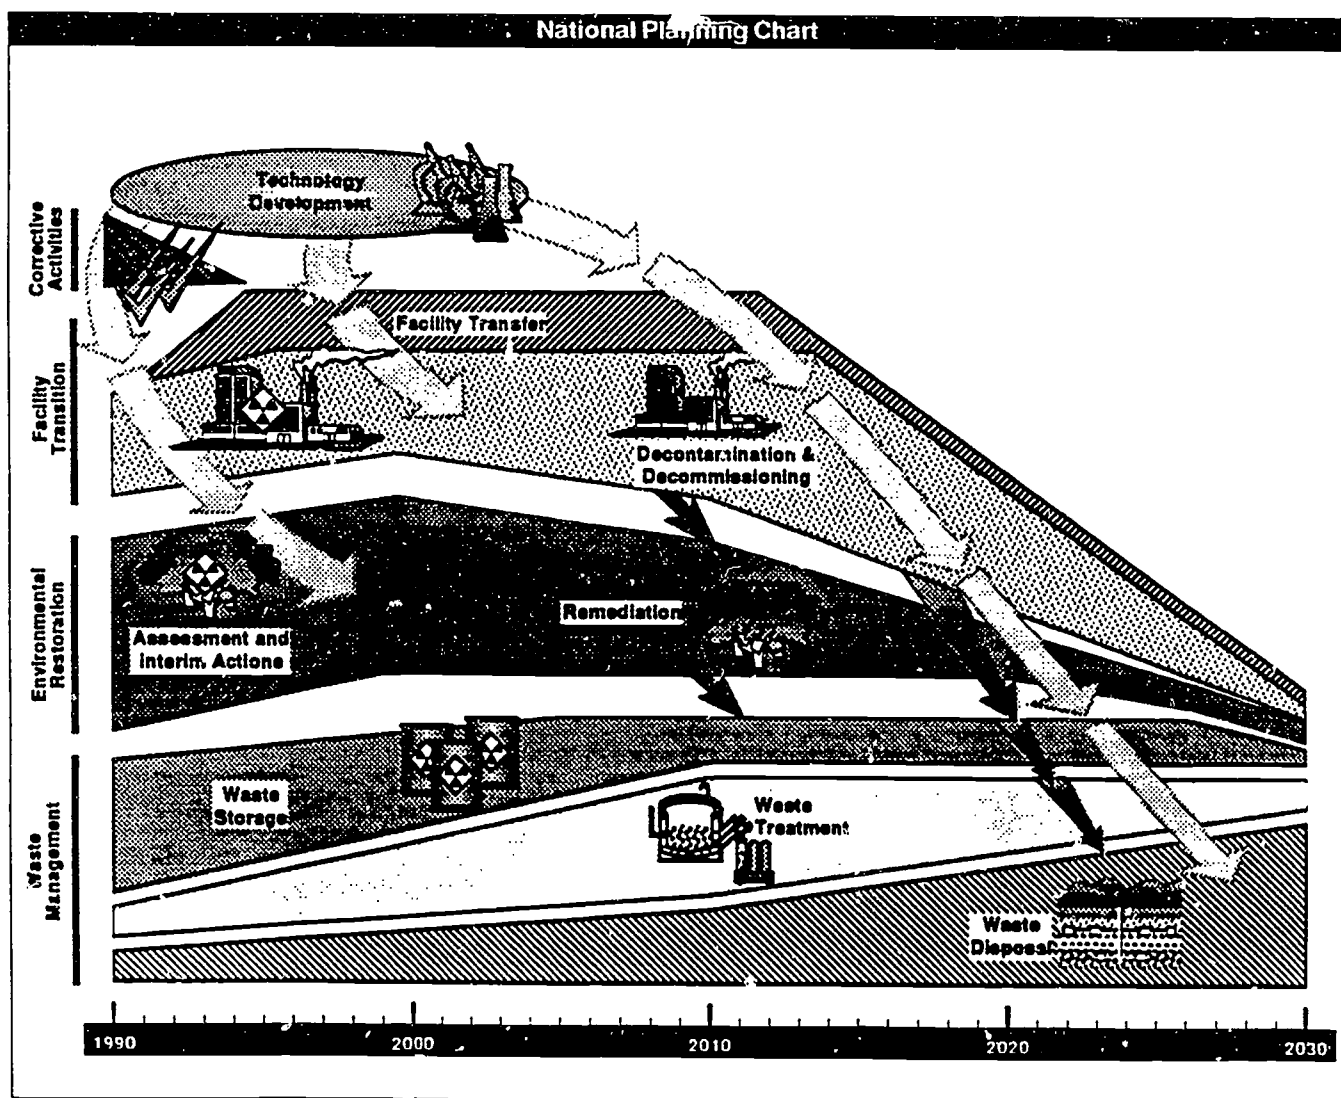 National Planning Chart
Technology
Development
Corrective
Activities
Facility Transfer
Facility
Transition
Decontamination &
Decommissioning
Environmental
Restoration
Remediation
Assessment and
Interim Actions
Waste
Storage
Waste
Treatment
Waste
Management
Waste
Disposal
1990 2000 2010 2020 2030